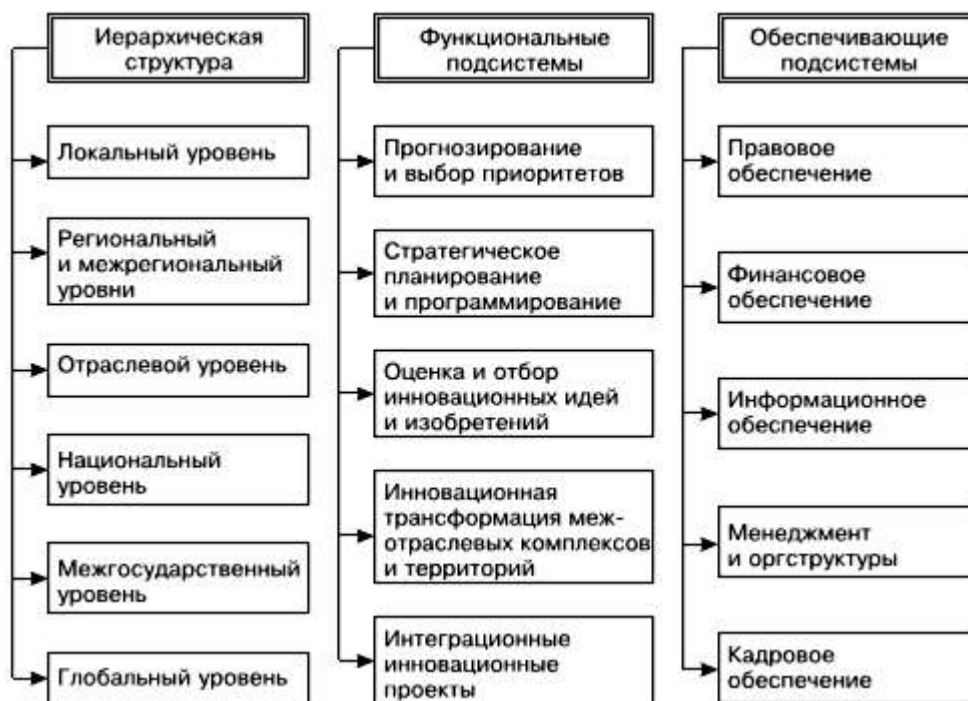 Иерархическая
структура
Локальный уровень
Региональный
и межрегиональный
уровни
Отраслевой уровень
Национальный
уровень
Межгосударственный
уровень
Глобальный уровень
Функциональные
подсистемы
Прогнозирование
и выбор приоритетов
Стратегическое
планирование
и программирование
Оценка и отбор
инновационных идей
и изобретений
Инновационная
трансформация меж-
отраслевых комплексов
и территорий
Интеграционные
инновационные
проекты
Обеспечивающие
подсистемы
Правовое
обеспечение
Финансовое
обеспечение
Информационное
обеспечение
Менеджмент
и оргструктуры
Кадровое
обеспечение